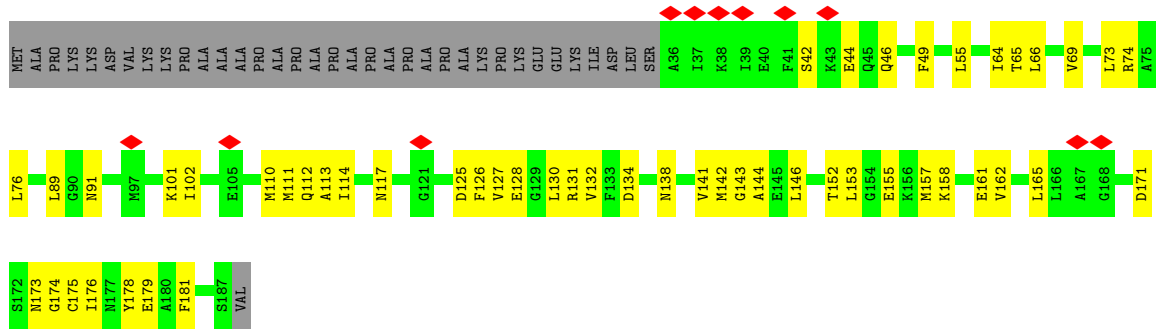 MET ALA PRO LYS LYS ASP VAL LYS LYS PRO ALA ALA ALA PRO ALA PRO ALA PRO ALA PRO ALA PRO ALA PRO ALA LYS PRO LYS GLU GLU LYS ILE ASP LEU SER A36 I37 K38 I39 E40 F41 S42 K43 E44 Q45 Q46 F49 L55 I64 T65 L66 V69 L73 R74 A75
L76 L89 G90 N91 M97 K101 I102 E105 M110 M111 Q112 A113 I114 N117 G121 D125 F126 V127 E128 G129 L130 R131 V132 F133 D134 N138 V141 M142 G143 A144 E145 L146 T152 L153 G154 E155 K156 M157 K158 E161 V162 L165 L166 A167 G168 D171
S172 N173 G174 C175 I176 N177 Y178 E179 A180 F181 S187 VAL